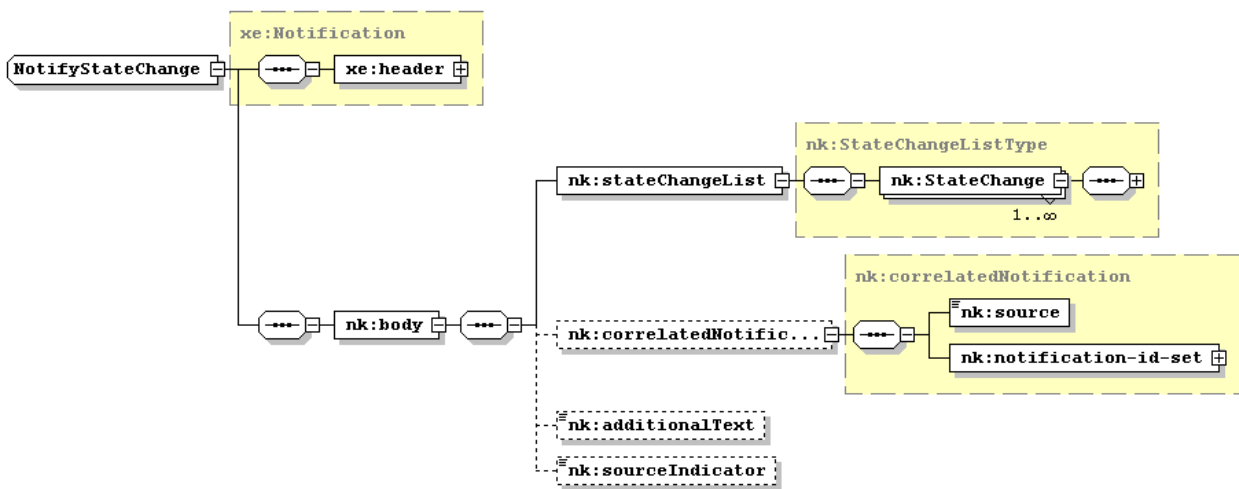 xe:Notification
NotifyStateChange
xe:header
nk:StateChangeListType
nk:stateChangeList
nk:StateChange
1..∞
nk:correlatedNotification
nk:source
nk:body
nk:correlatedNotific...
nk:notification-id-set
nk:additionalText
nk:sourceIndicator